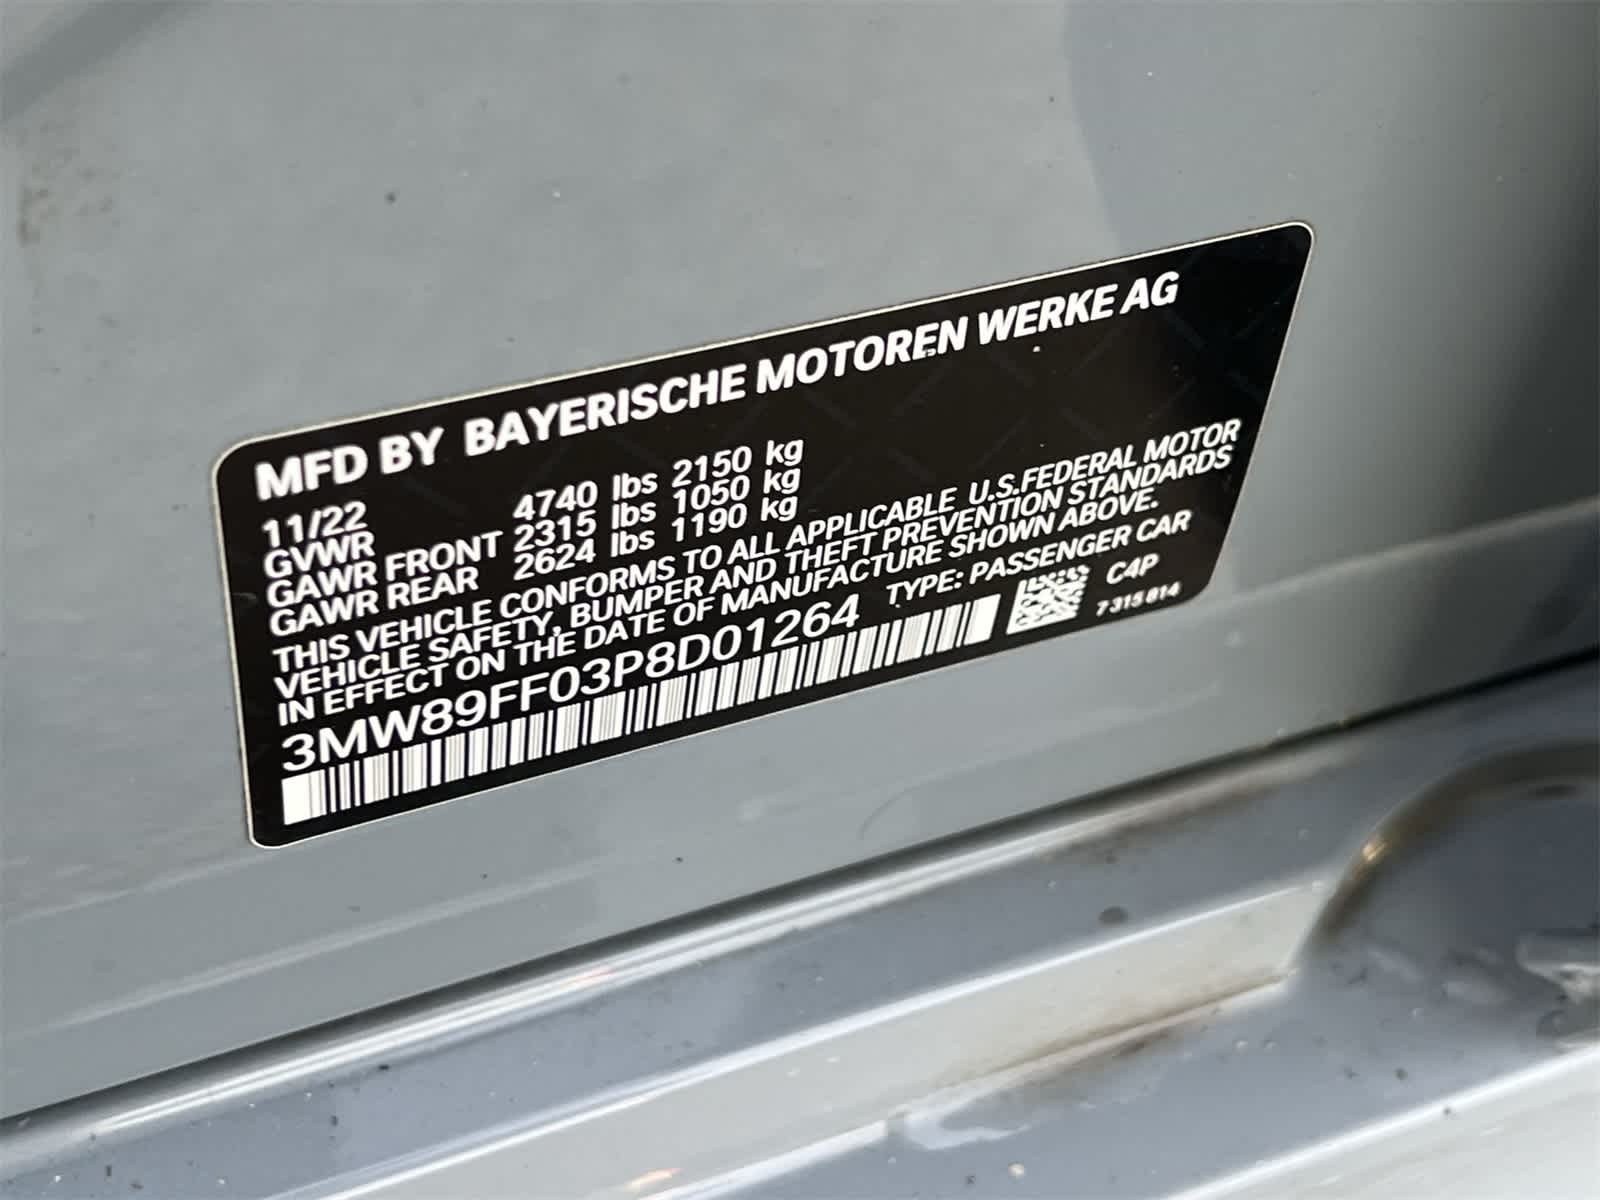 MFD BY BAYERISCHE MOTOREN WERKE AG
11/22
GVWR 4740 lbs 2150 kg
GAWR FRONT 2315 lbs 1050 kg
GAWR REAR 2624 lbs 1190 kg
THIS VEHICLE CONFORMS TO ALL APPLICABLE U.S.FEDERAL MOTOR
VEHICLE SAFETY, BUMPER AND THEFT PREVENTION STANDARDS
IN EFFECT ON THE DATE OF MANUFACTURE SHOWN ABOVE.
3MW89FF03P8D01264 TYPE: PASSENGER CAR
C4P
7 315 814